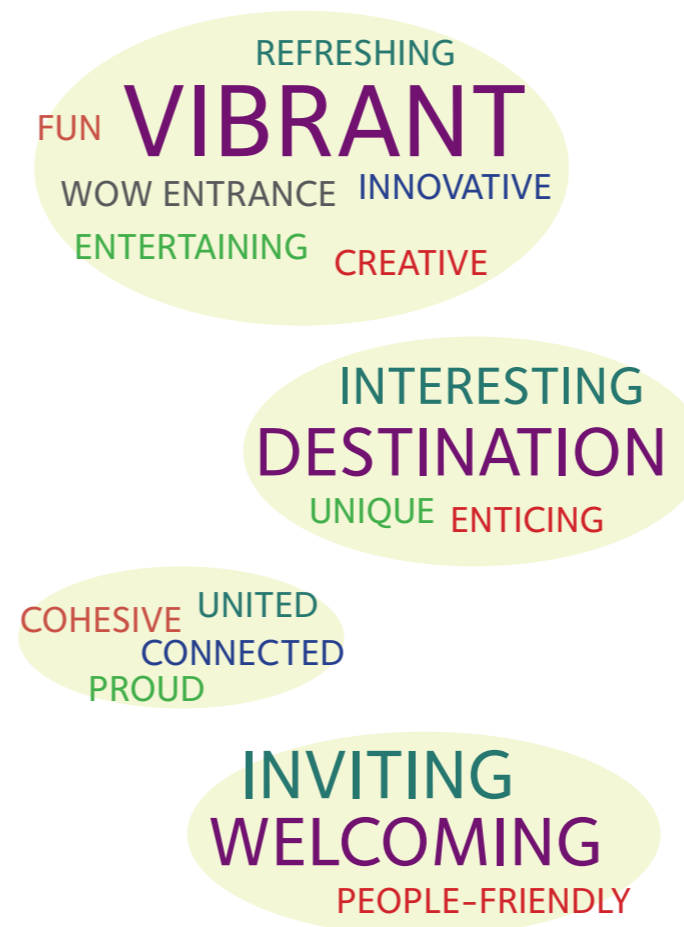 REFRESHING
FUN VIBRANT
WOW ENTRANCE INNOVATIVE
ENTERTAINING CREATIVE
INTERESTING
DESTINATION
UNIQUE ENTICING
COHESIVE UNITED
CONNECTED
PROUD
INVITING
WELCOMING
PEOPLE-FRIENDLY